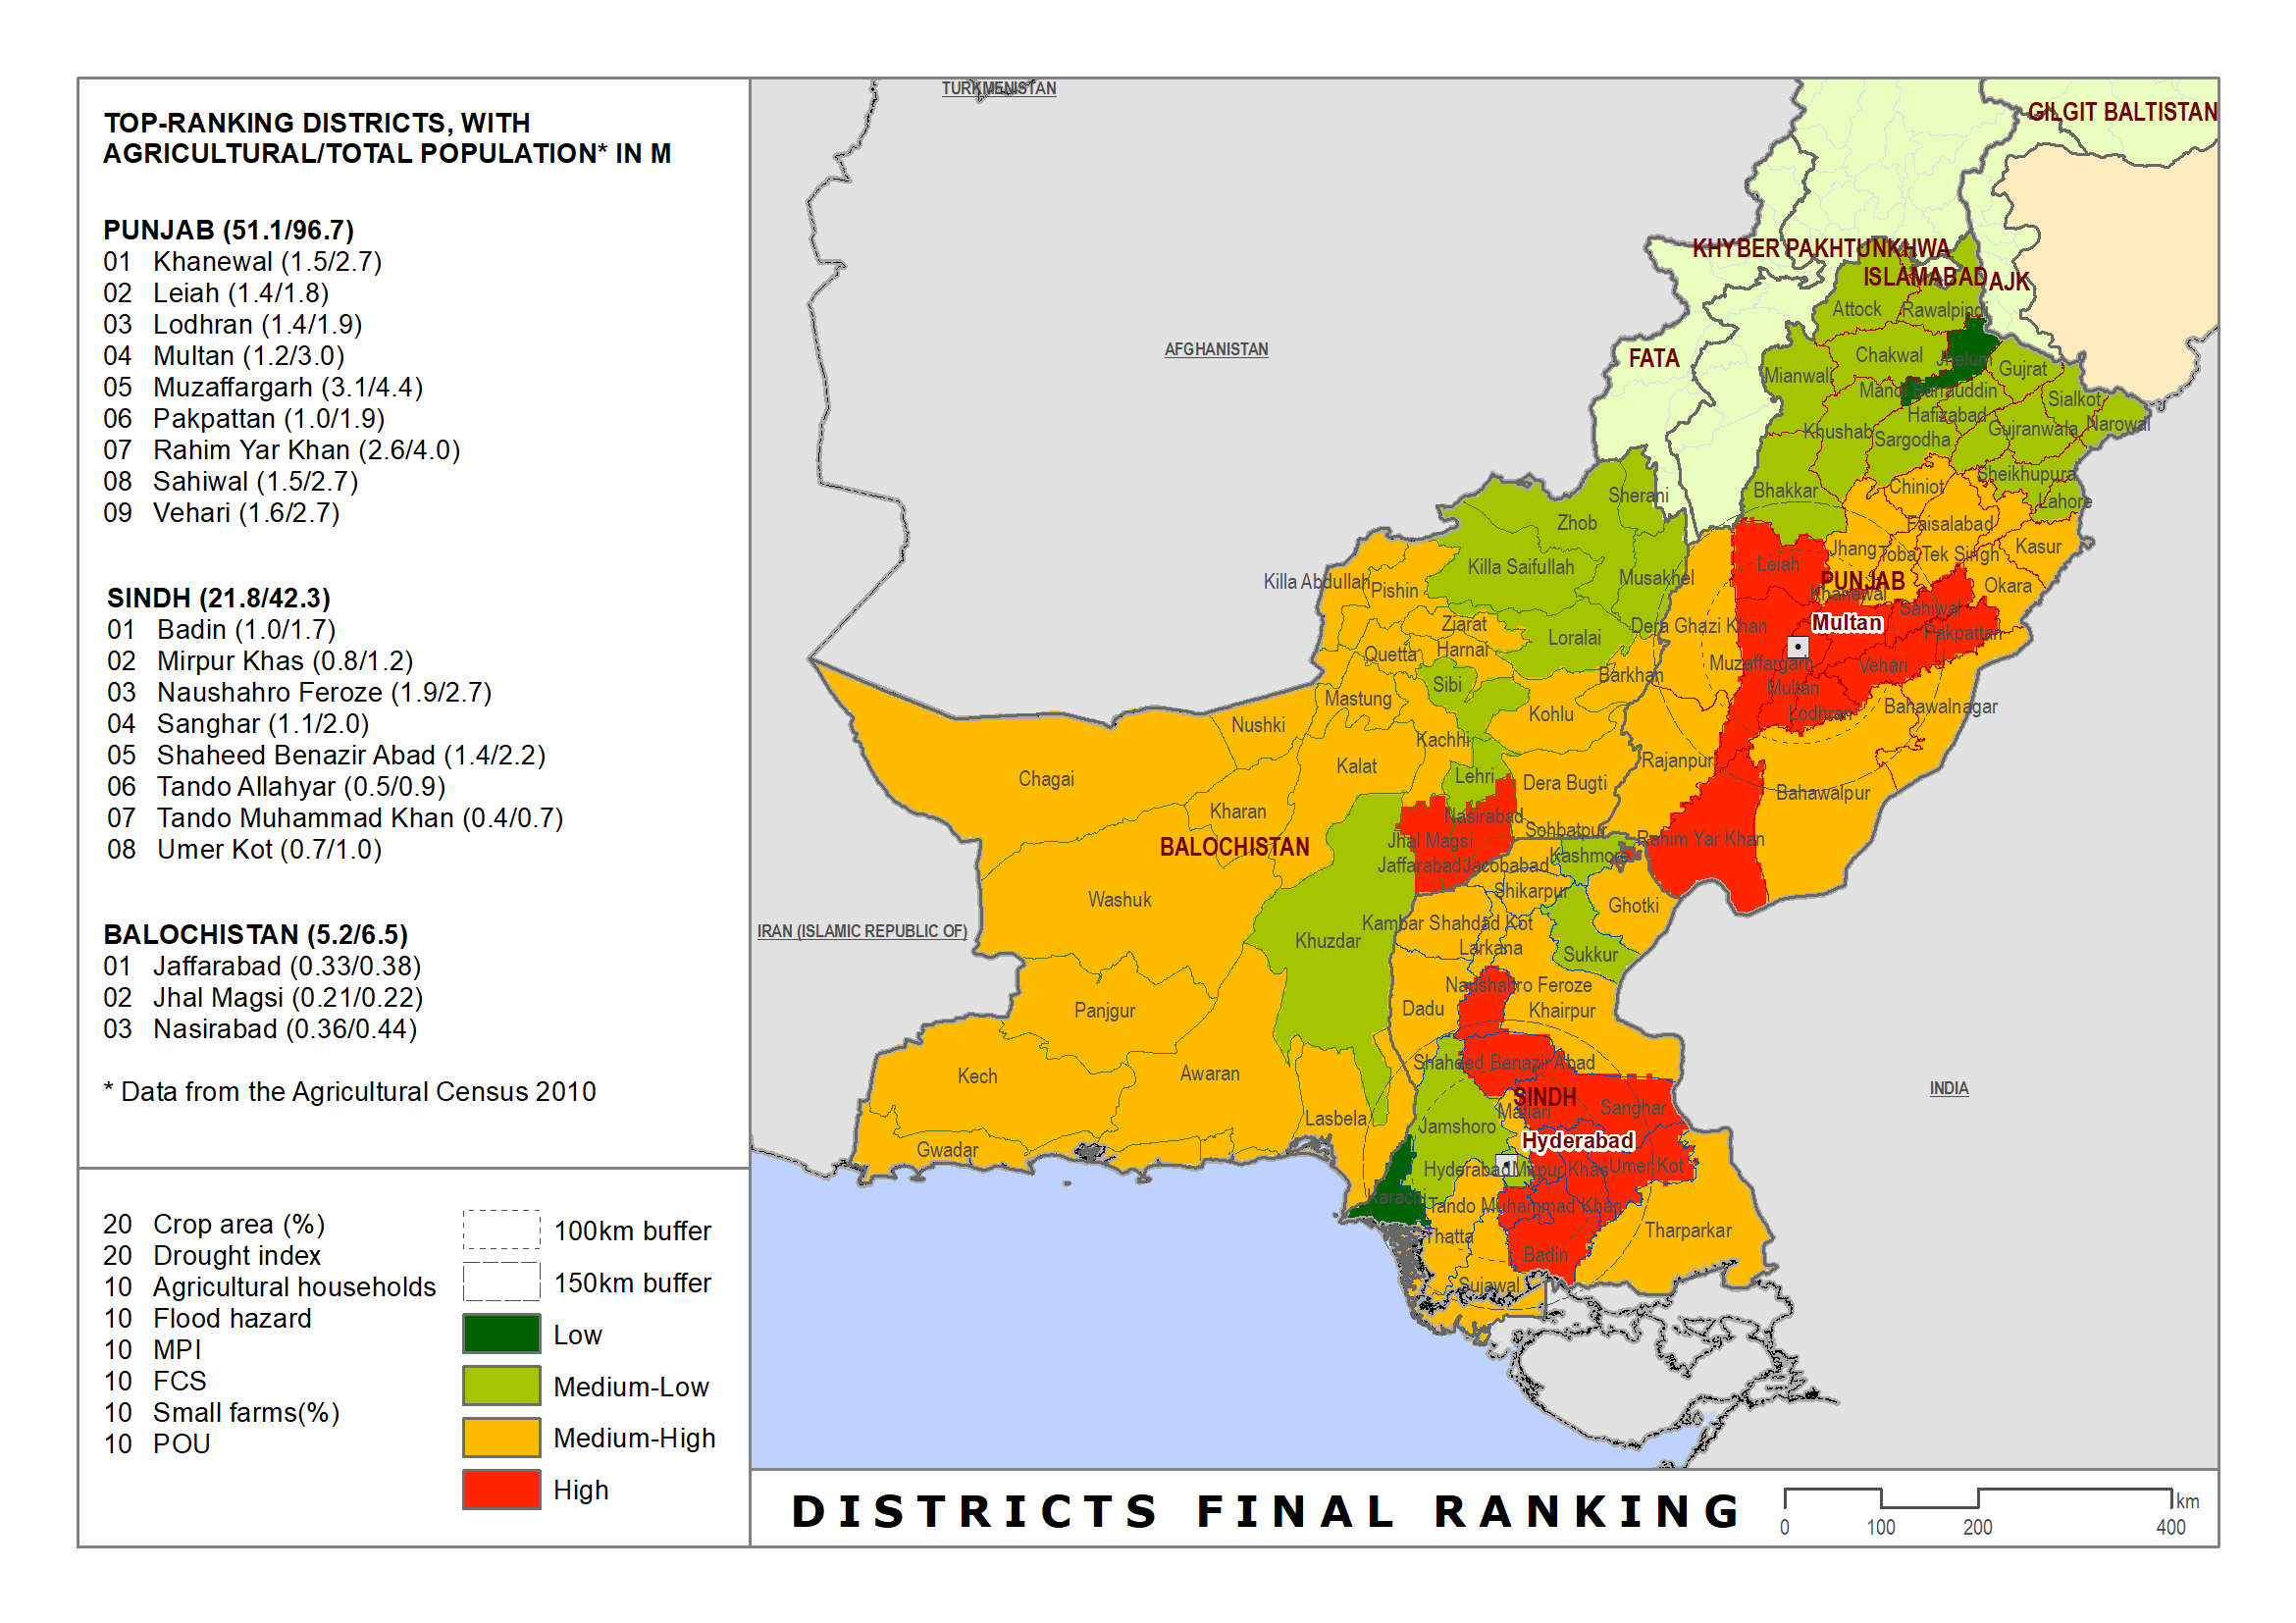 TOP-RANKING DISTRICTS, WITH
AGRICULTURAL/TOTAL POPULATION* IN M
PUNJAB (51.1/96.7)
01 Khanewal (1.5/2.7)
02 Leiah (1.4/1.8)
03 Lodhran (1.4/1.9)
04 Multan (1.2/3.0)
05 Muzaffargarh (3.1/4.4)
06 Pakpattan (1.0/1.9)
07 Rahim Yar Khan (2.6/4.0)
08 Sahiwal (1.5/2.7)
09 Vehari (1.6/2.7)
SINDH (21.8/42.3)
01 Badin (1.0/1.7)
02 Mirpur Khas (0.8/1.2)
03 Naushahro Feroze (1.9/2.7)
04 Sanghar (1.1/2.0)
05 Shaheed Benazir Abad (1.4/2.2)
06 Tando Allahyar (0.5/0.9)
07 Tando Muhammad Khan (0.4/0.7)
08 Umer Kot (0.7/1.0)
BALOCHISTAN (5.2/6.5)
01 Jaffarabad (0.33/0.38)
02 Jhal Magsi (0.21/0.22)
03 Nasirabad (0.36/0.44)
* Data from the Agricultural Census 2010
20 Crop area (%)
20 Drought index
10 Agricultural households
10 Flood hazard
10 MPI
10 FCS
10 Small farms(%)
10 POU
100km buffer
150km buffer
Low
Medium-Low
Medium-High
High
TURKMENISTAN
GILGIT BALTISTAN
KHYBER PAKHTUNKHWA
ISLAMABAD
AJK
Attock
Rawalpindi
AFGHANISTAN
FATA
Chakwal
Jhelum
Gujrat
Mianwali
Mandi Bahauddin
Sialkot
Hafizabad
Narowal
Khushab
Sargodha
Gujranwala
Sheikhupura
Bhakkar
Chiniot
Lahore
Sherani
Zhob
Faisalabad
Jhang
Toba Tek Singh
Kasur
Killa Saifullah
Leiah
Killa Abdullah
Pishin
Musakhel
PUNJAB
Khanewal
Okara
Sahiwal
Ziarat
Loralai
Dera Ghazi Khan
Multan
Pakpattan
Quetta
Harnai
Muzaffargarh
Vehari
Sibi
Barkhan
Multan
Mastung
Kohlu
Lodhran
Bahawalnagar
Nushki
Kachhi
Kalat
Rajanpur
Chagai
Lehri
Dera Bugti
Bahawalpur
Kharan
Nasirabad
Sohbatpur
BALOCHISTAN
Jhal Magsi
Rahim Yar Khan
Kashmore
Jaffarabad
Jacobabad
Shikarpur
Washuk
Ghotki
IRAN (ISLAMIC REPUBLIC OF)
Kambar Shahdad Kot
Khuzdar
Larkana
Sukkur
Naushahro Feroze
Panjgur
Dadu
Khairpur
Shaheed Benazir Abad
Kech
Awaran
INDIA
SINDH
Matiari
Sanghar
Lasbela
Jamshoro
Hyderabad
Gwadar
Hyderabad
Mirpur Khas
Umer Kot
Karachi
Tando Muhammad Khan
Thatta
Tharparkar
Badin
Sujawal
DISTRICTS FINAL RANKING
km
0 100 200 400